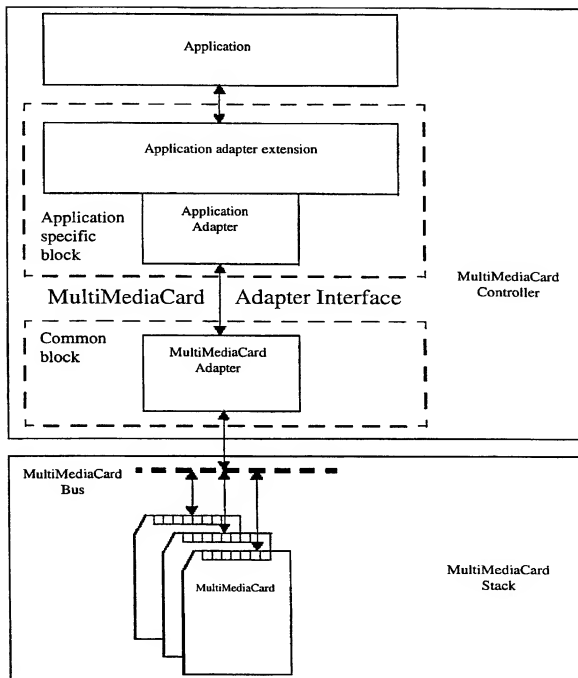 Application
Application adapter extension
Application
Adapter
Application
specific
block
MultiMediaCard
Controller
MultiMediaCard Adapter Interface
Common
block
MultiMediaCard
Adapter
MultiMediaCard
Bus
MultiMediaCard
MultiMediaCard
Stack